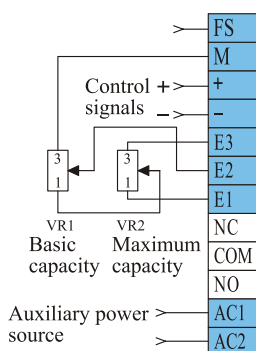 FS
M
Control + +
signals – –
E3
3 3 E2
1 1 E1
VR1 VR2 NC
Basic Maximum
capacity capacity COM
NO
Auxiliary power AC1
source AC2